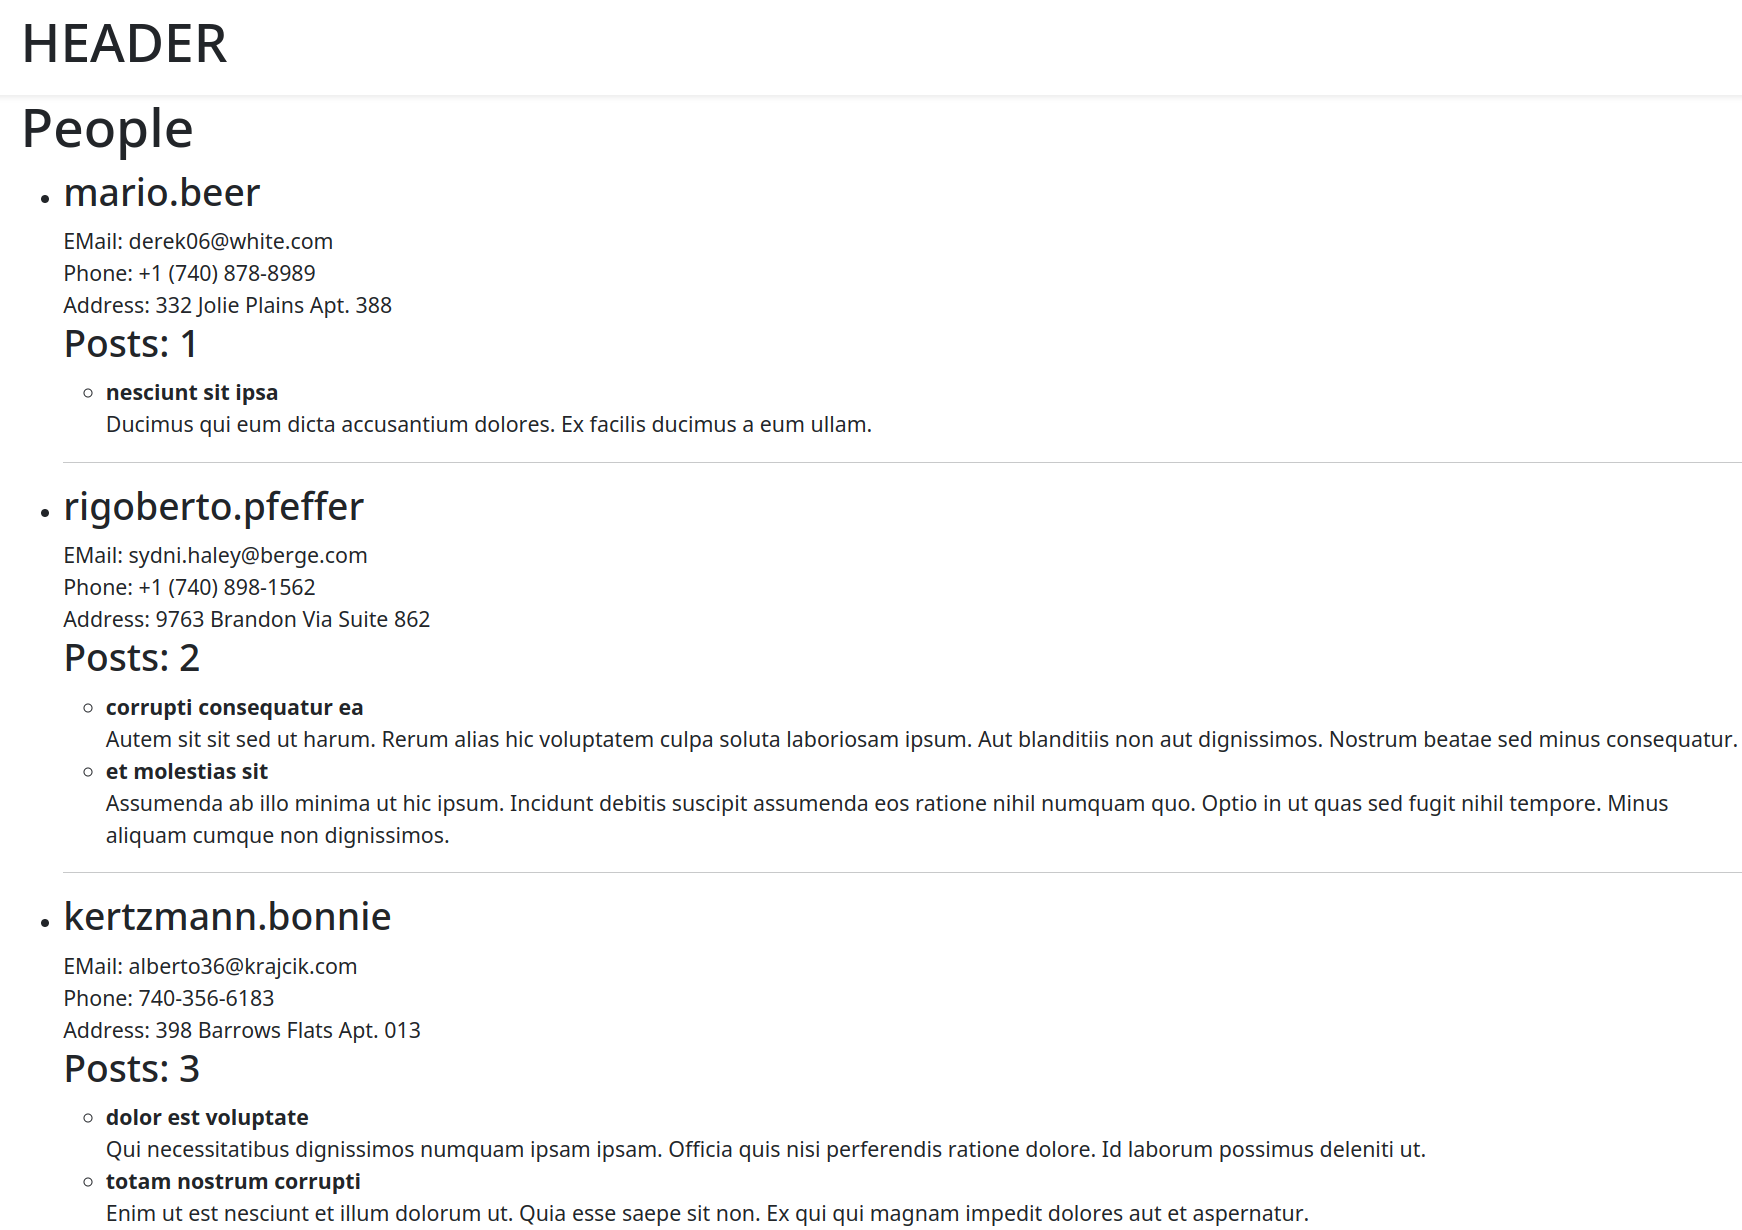 HEADER
People
mario.beer
EMail: derek06@white.com
Phone: +1 (740) 878-8989
Address: 332 Jolie Plains Apt. 388
Posts: 1
nesciunt sit ipsa
Ducimus qui eum dicta accusantium dolores. Ex facilis ducimus a eum ullam.
rigoberto.pfeffer
EMail: sydni.haley@berge.com
Phone: +1 (740) 898-1562
Address: 9763 Brandon Via Suite 862
Posts: 2
corrupti consequatur ea
Autem sit sit sed ut harum. Rerum alias hic voluptatem culpa soluta laboriosam ipsum. Aut blanditiis non aut dignissimos. Nostrum beatae sed minus consequatur.
et molestias sit
Assumenda ab illo minima ut hic ipsum. Incidunt debitis suscipit assumenda eos ratione nihil numquam quo. Optio in ut quas sed fugit nihil tempore. Minus
aliquam cumque non dignissimos.
kertzmann.bonnie
EMail: alberto36@krajcik.com
Phone: 740-356-6183
Address: 398 Barrows Flats Apt. 013
Posts: 3
dolor est voluptate
Qui necessitatibus dignissimos numquam ipsam ipsam. Officia quis nisi perferendis ratione dolore. Id laborum possimus deleniti ut.
totam nostrum corrupti
Enim ut est nesciunt et illum dolorum ut. Quia esse saepe sit non. Ex qui qui magnam impedit dolores aut et aspernatur.